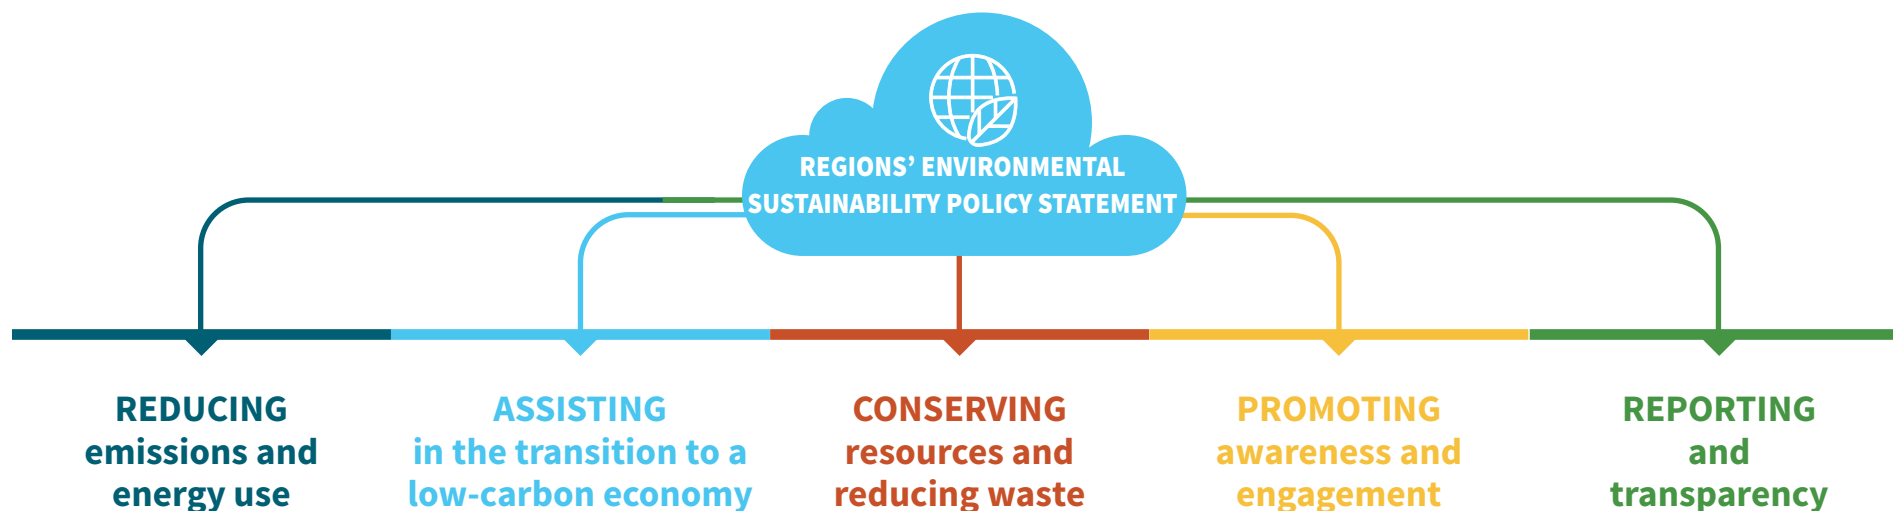 REGIONS’ ENVIRONMENTAL
SUSTAINABILITY POLICY STATEMENT
REDUCING
emissions and
energy use
ASSISTING
in the transition to a
low-carbon economy
CONSERVING
resources and
reducing waste
PROMOTING
awareness and
engagement
REPORTING
and
transparency